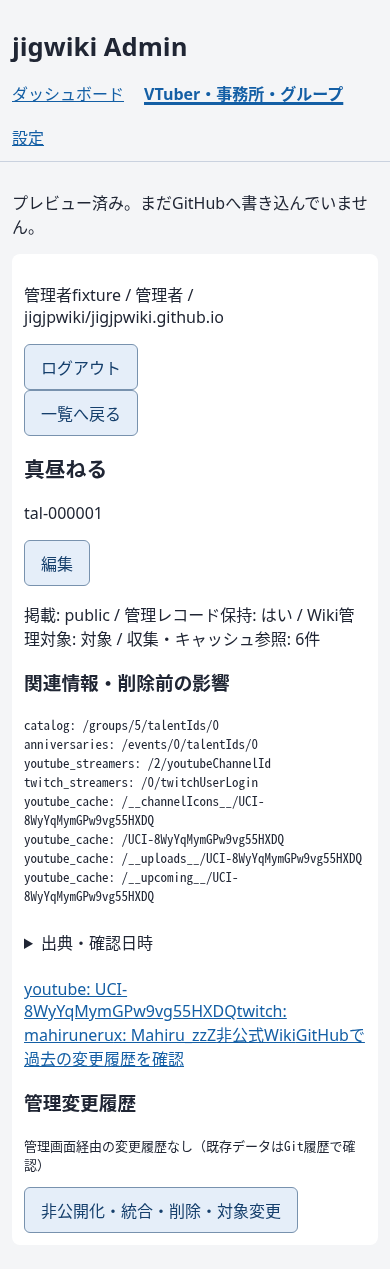 jigwiki Admin
ダッシュボード VTuber・事務所・グループ
設定
プレビュー済み。まだGitHubへ書き込んでいませ
ん。
管理者fixture / 管理者 /
jigjpwiki/jigjpwiki.github.io
ログアウト
一覧へ戻る
真昼ねる
tal-000001
編集
掲載: public / 管理レコード保持: はい / Wiki管
理対象: 対象 / 収集・キャッシュ参照: 6件
関連情報・削除前の影響
catalog: /groups/5/talentIds/0
anniversaries: /events/0/talentIds/0
youtube_streamers: /2/youtubeChannelId
twitch_streamers: /0/twitchUserLogin
youtube_cache: /__channelIcons__/UCI-
8WyYqMymGPw9vg55HXDQ
youtube_cache: /UCI-8WyYqMymGPw9vg55HXDQ
youtube_cache: /__uploads__/UCI-8WyYqMymGPw9vg55HXDQ
youtube_cache: /__upcoming__/UCI-
8WyYqMymGPw9vg55HXDQ
▶ 出典・確認日時
youtube: UCI-
8WyYqMymGPw9vg55HXDQtwitch:
mahirunerux: Mahiru_zzZ非公式WikiGitHubで
過去の変更履歴を確認
管理変更履歴
管理画面経由の変更履歴なし（既存データはGit履歴で確
認）
非公開化・統合・削除・対象変更